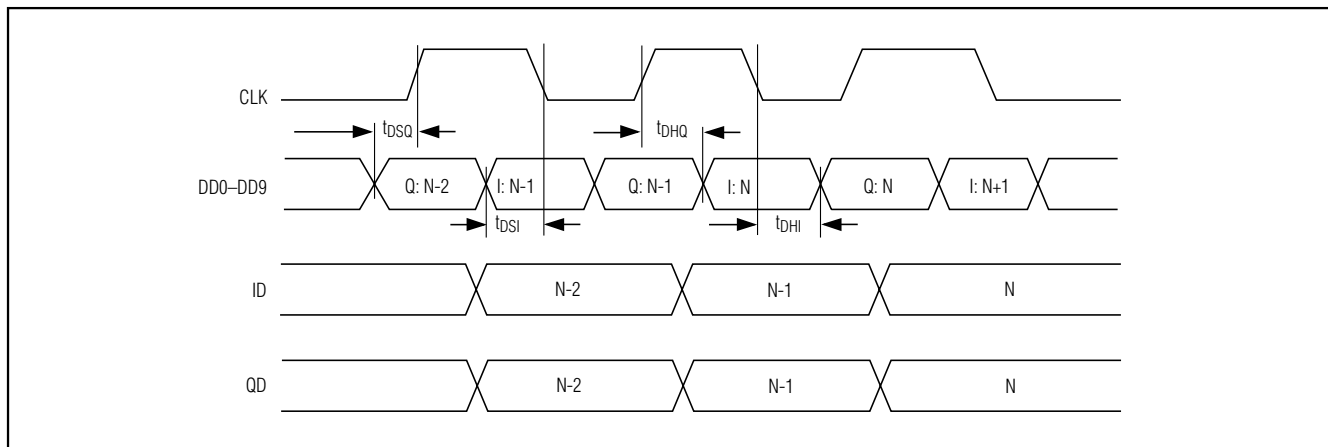 CLK
tDSQ
tDHQ
DD0–DD9
Q: N-2
I: N-1
Q: N-1
I: N
Q: N
I: N+1
tDSI
tDHI
ID
N-2
N-1
N
QD
N-2
N-1
N